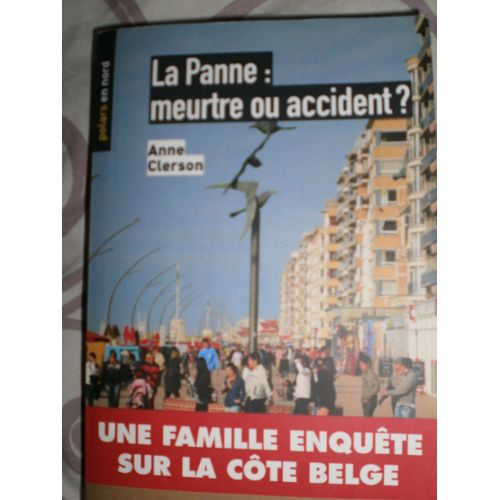 polars en nord
La Panne :
meurtre ou accident ?
Anne
Clerson
UNE FAMILLE ENQUÊTE
SUR LA CÔTE BELGE